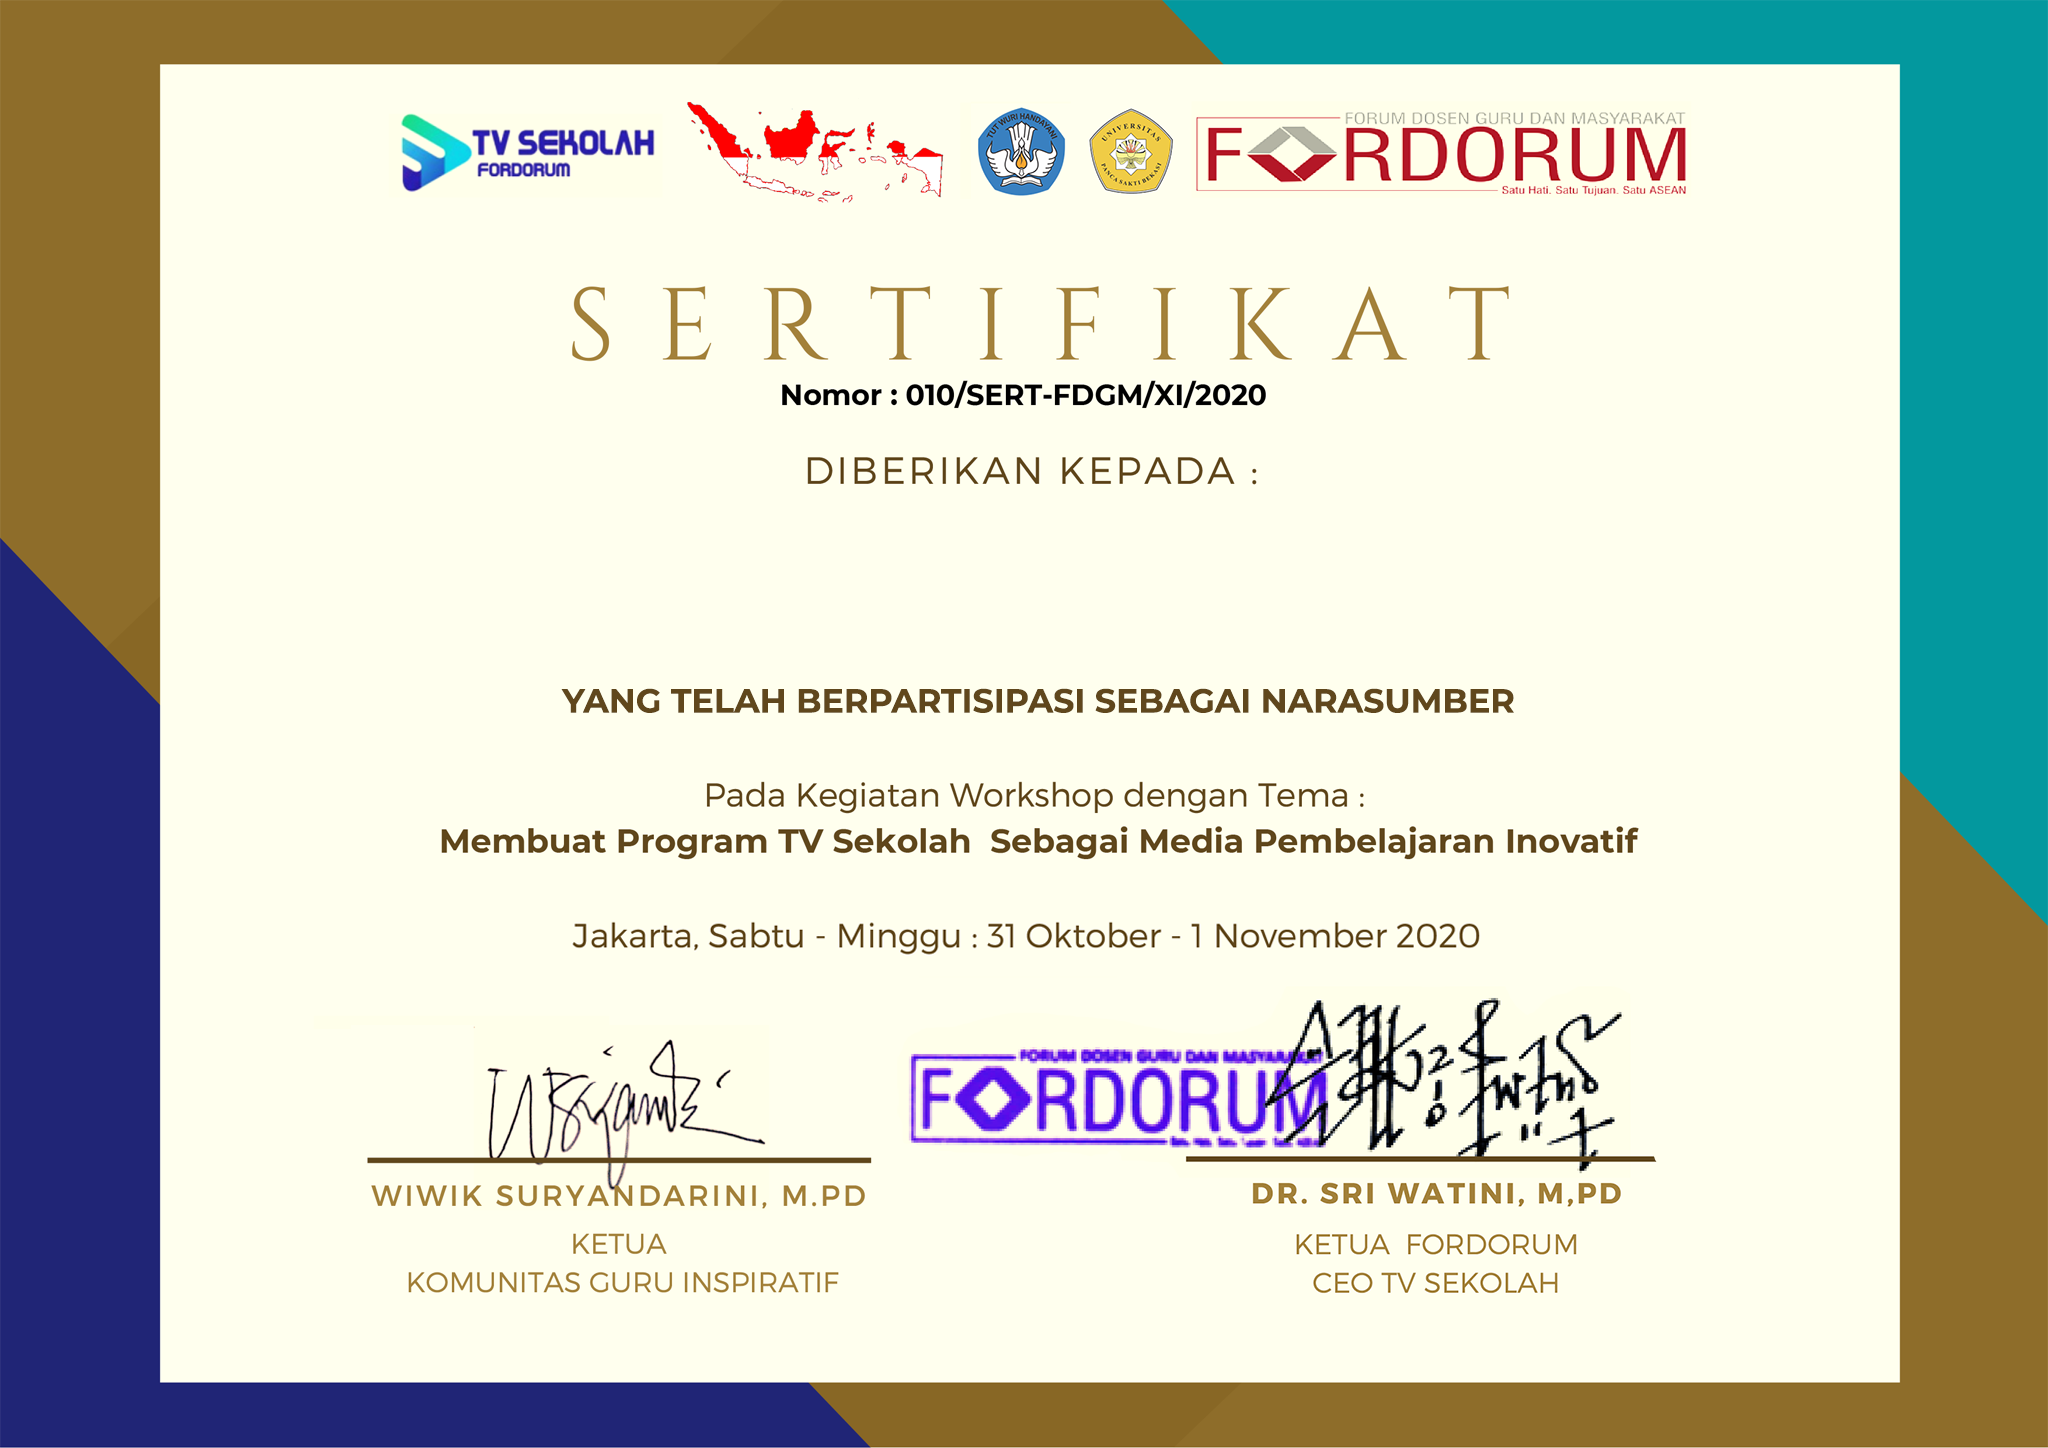 TV SEKOLAH
FORDORUM
TUT WURI HANDAYANI
UNIVERSITAS
PANCA SAKTI BEKASI
FORUM DOSEN GURU DAN MASYARAKAT
FORDORUM
Satu Hati. Satu Tujuan. Satu ASEAN
SERTIFIKAT
Nomor : 010/SERT-FDGM/XI/2020
DIBERIKAN KEPADA :
YANG TELAH BERPARTISIPASI SEBAGAI NARASUMBER
Pada Kegiatan Workshop dengan Tema :
Membuat Program TV Sekolah  Sebagai Media Pembelajaran Inovatif
Jakarta, Sabtu - Minggu : 31 Oktober - 1 November 2020
FORUM DOSEN GURU DAN MASYARAKAT
FORDORUM
WIWIK SURYANDARINI, M.PD
KETUA
KOMUNITAS GURU INSPIRATIF
DR. SRI WATINI, M,PD
KETUA  FORDORUM
CEO TV SEKOLAH